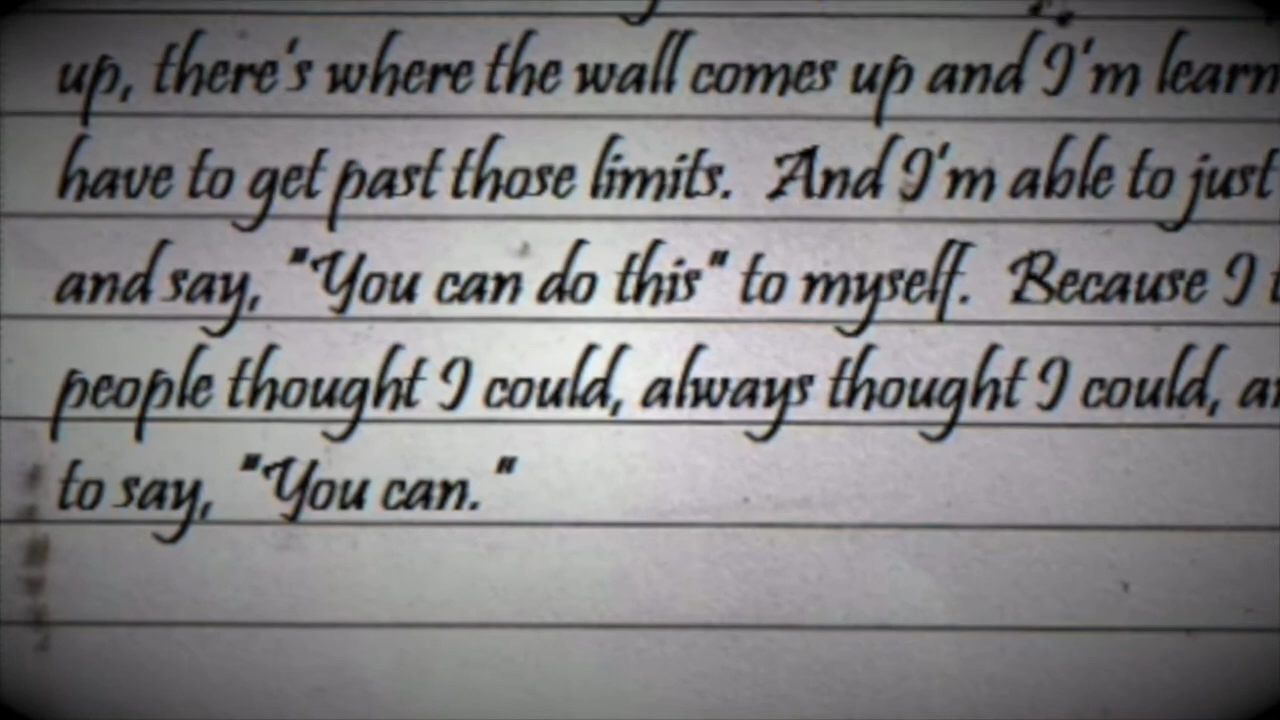 up, there's where the wall comes up and I'm learn
have to get past those limits. And I'm able to just
and say, "You can do this" to myself. Because I
people thought I could, always thought I could,
to say, "You can."